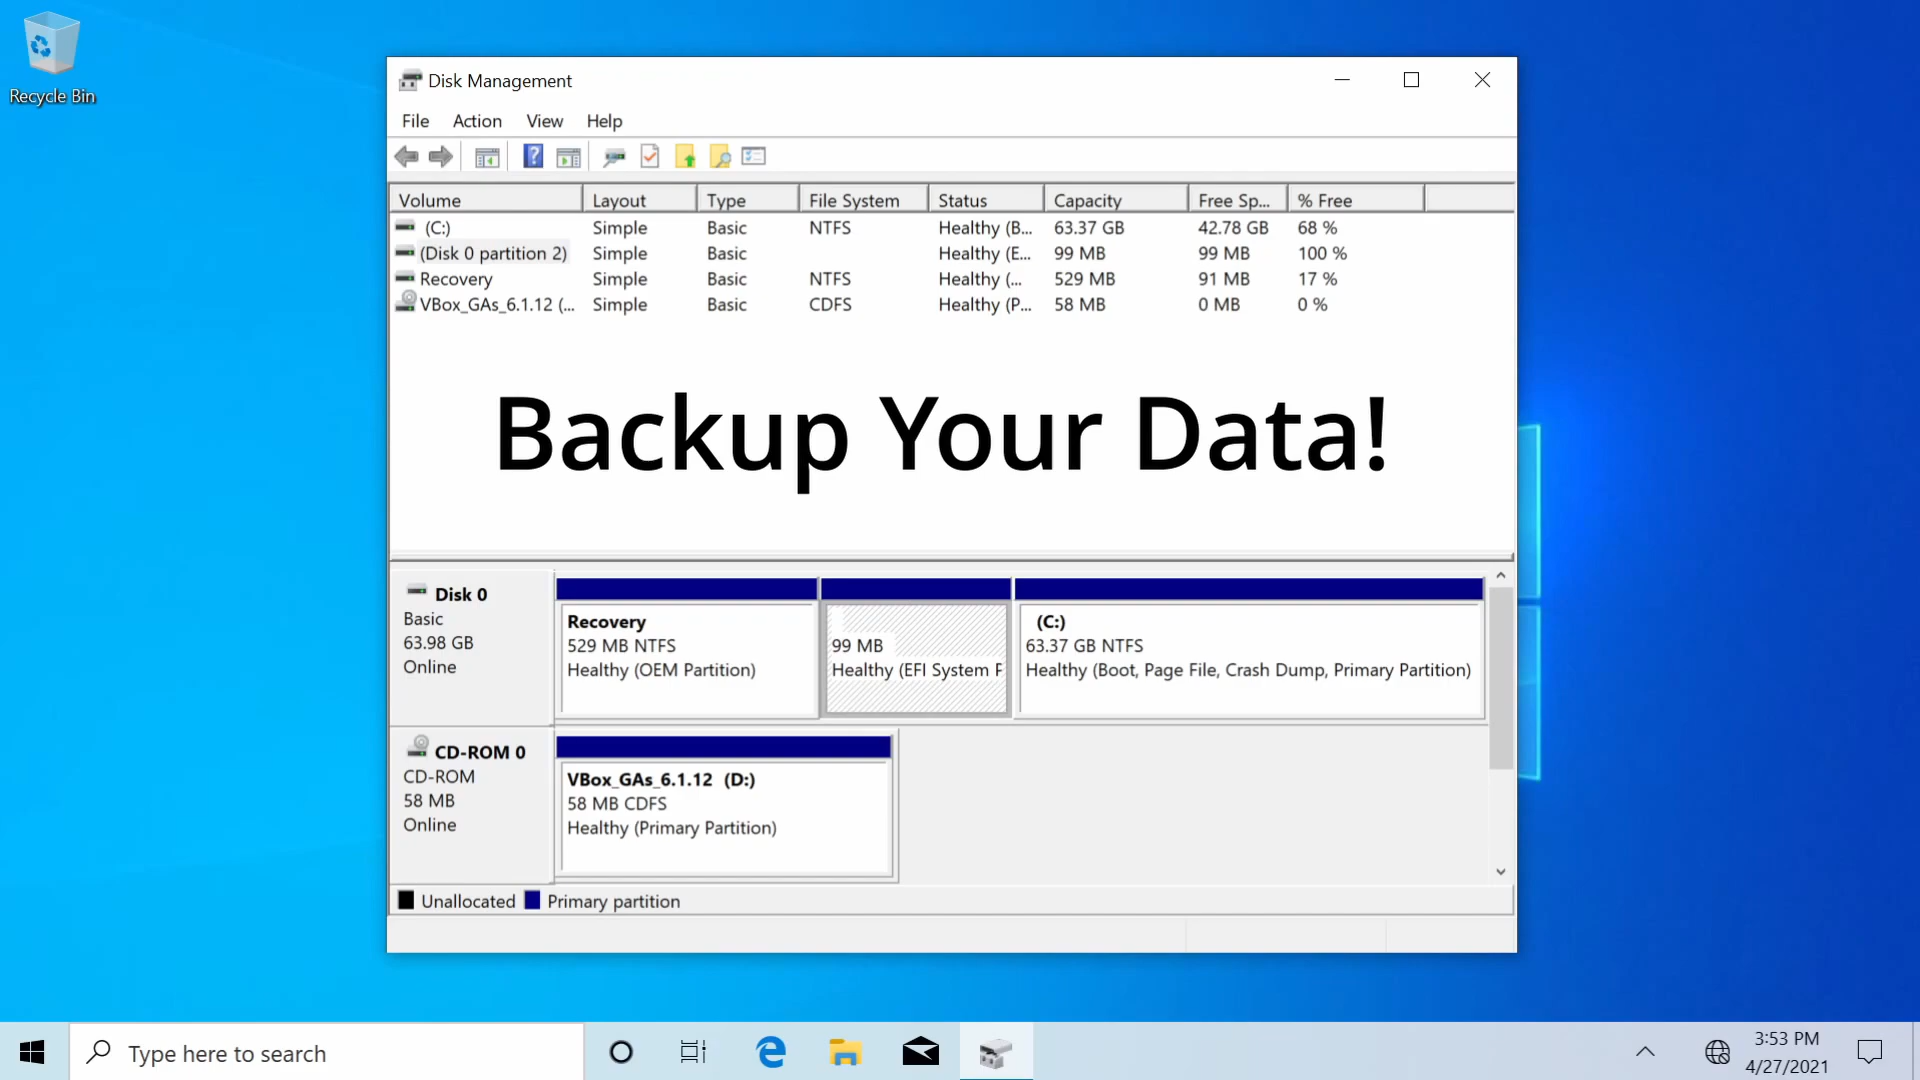 Recycle Bin
Disk Management
File Action View Help
Volume Layout Type File System Status Capacity Free Sp... % Free
(C:) Simple Basic NTFS Healthy (B... 63.37 GB 42.78 GB 68 %
(Disk 0 partition 2) Simple Basic Healthy (E... 99 MB 99 MB 100 %
Recovery Simple Basic NTFS Healthy (... 529 MB 91 MB 17 %
VBox_GAs_6.1.12 (... Simple Basic CDFS Healthy (P... 58 MB 0 MB 0 %
Backup Your Data!
Disk 0
Basic
63.98 GB
Online
Recovery
529 MB NTFS
Healthy (OEM Partition)
99 MB
Healthy (EFI System P
(C:)
63.37 GB NTFS
Healthy (Boot, Page File, Crash Dump, Primary Partition)
CD-ROM 0
CD-ROM
58 MB
Online
VBox_GAs_6.1.12 (D:)
58 MB CDFS
Healthy (Primary Partition)
Unallocated Primary partition
Type here to search
3:53 PM
4/27/2021